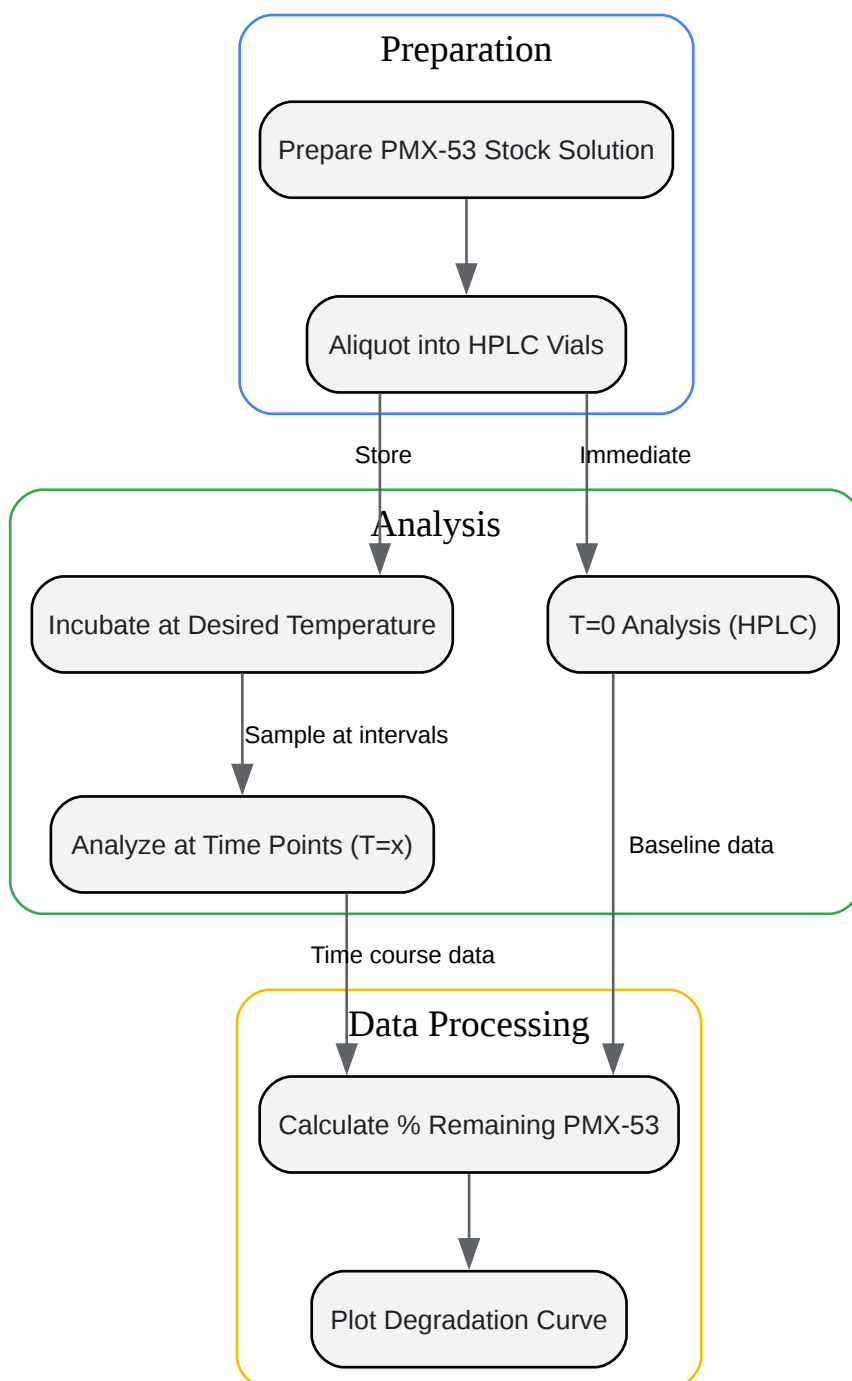 Preparation
Prepare PMX-53 Stock Solution
Aliquot into HPLC Vials
Store
Immediate
Analysis
Incubate at Desired Temperature
T=0 Analysis (HPLC)
Sample at intervals
Analyze at Time Points (T=x)
Baseline data
Time course data
Data Processing
Calculate % Remaining PMX-53
Plot Degradation Curve